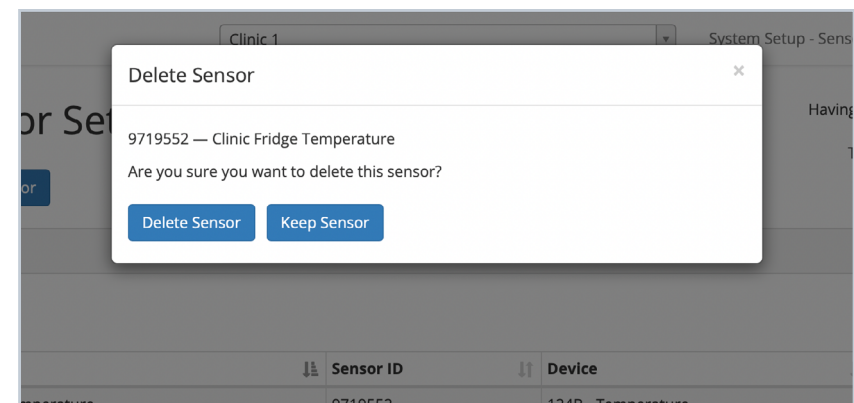 Clinic 1
System Setup - Sens
Delete Sensor
×
or Set
Having
9719552 — Clinic Fridge Temperature
Are you sure you want to delete this sensor?
or
Delete Sensor
Keep Sensor
Sensor ID
Device
9719552